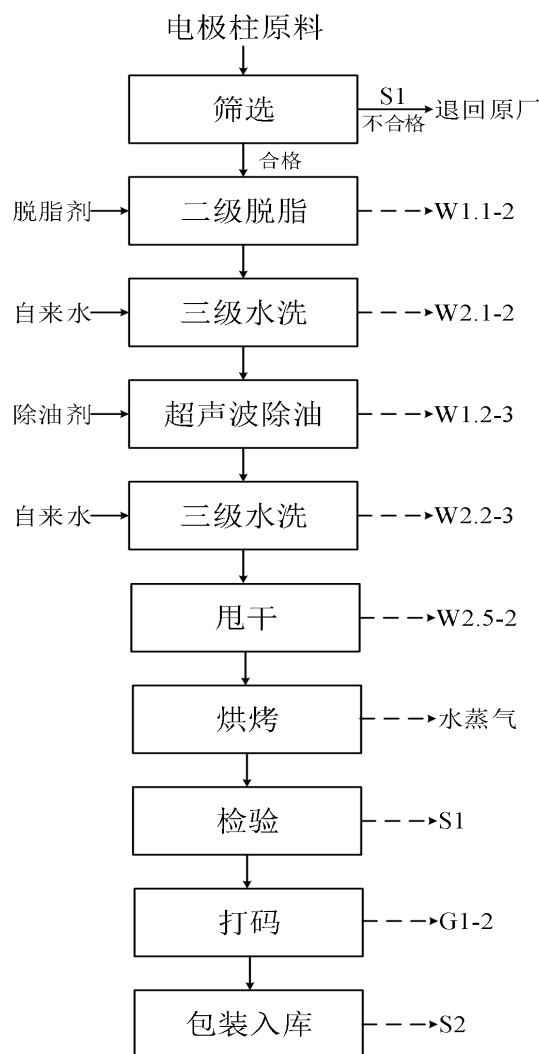 电极柱原料
筛选
S1
不合格
退回原厂
合格
脱脂剂
二级脱脂
W1.1-2
自来水
三级水洗
W2.1-2
除油剂
超声波除油
W1.2-3
自来水
三级水洗
W2.2-3
甩干
W2.5-2
烘烤
水蒸气
检验
S1
打码
G1-2
包装入库
S2